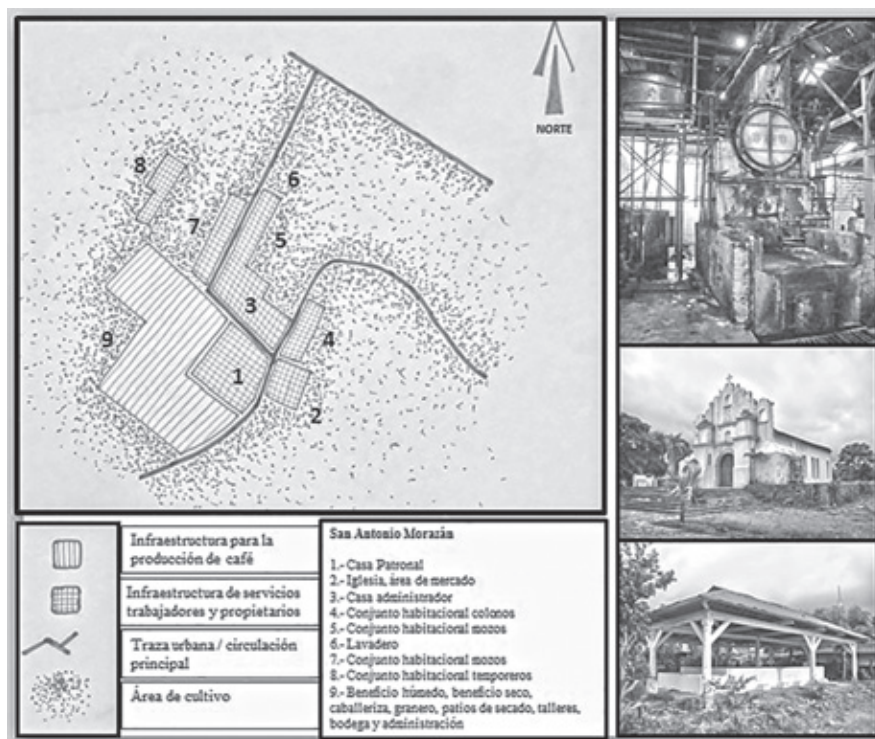 NORTE
8
6
7
5
3
4
9
1
2
Infraestructura para la
producción de café
Infraestructura de servicios
trabajadores y propietarios
Traza urbana / circulación
principal
Área de cultivo
San Antonio Morazán
1.- Casa Patronal
2.- Iglesia, área de mercado
3.- Casa administrador
4.- Conjunto habitacional colonos
5.- Conjunto habitacional mozos
6.- Lavadero
7.- Conjunto habitacional mozos
8.- Conjunto habitacional temporeros
9.- Beneficio húmedo, beneficio seco,
caballeriza, granero, patios de secado, talleres,
bodega y administración